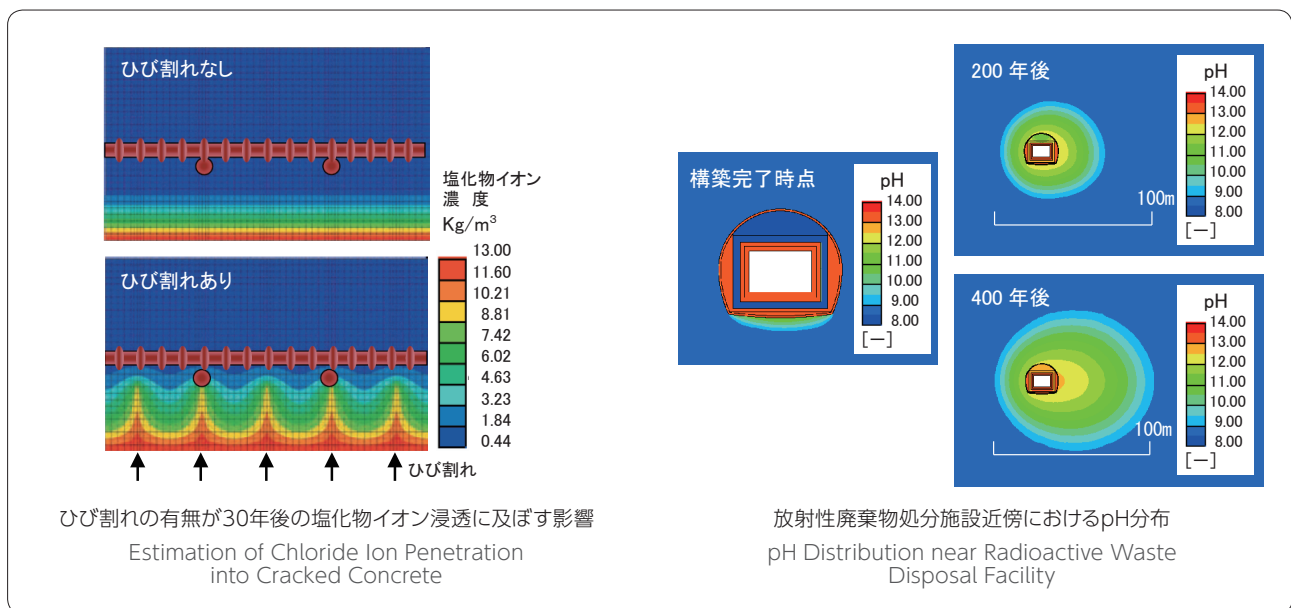 ひび割れなし
塩化物イオン
濃 度
Kg/m³
13.00
11.60
10.21
8.81
7.42
6.02
4.63
3.23
1.84
0.44
ひび割れあり
ひび割れ
ひび割れの有無が30年後の塩化物イオン浸透に及ぼす影響
Estimation of Chloride Ion Penetration
into Cracked Concrete
構築完了時点
pH
14.00
13.00
12.00
11.00
10.00
9.00
8.00
[ー]
200 年後
100m
pH
14.00
13.00
12.00
11.00
10.00
9.00
8.00
[ー]
400 年後
100m
pH
14.00
13.00
12.00
11.00
10.00
9.00
8.00
[ー]
放射性廃棄物処分施設近傍におけるpH分布
pH Distribution near Radioactive Waste
Disposal Facility